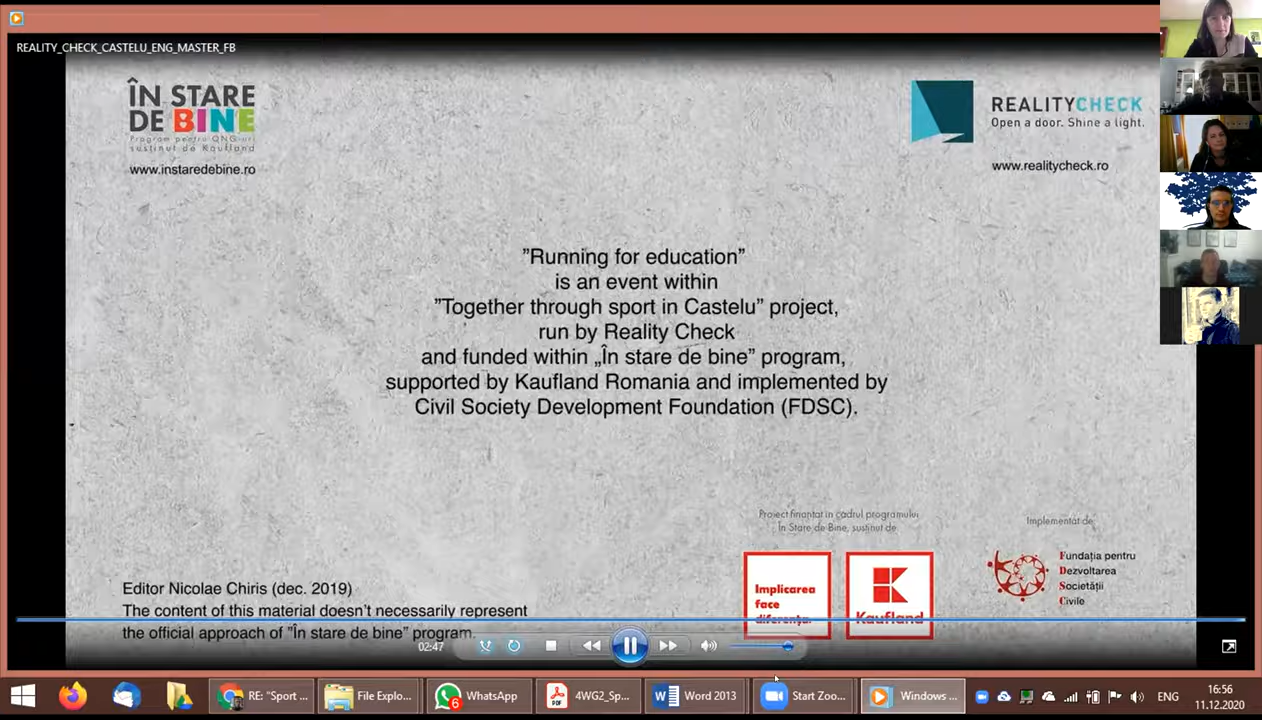 REALITY_CHECK_CASTELU_ENG_MASTER_FB
ÎN STARE
DE BINE
Program pentru ONG-uri
susținut de Kaufland
www.instaredebine.ro
REALITYCHECK
Open a door. Shine a light.
www.realitycheck.ro
”Running for education”
is an event within
”Together through sport in Castelu” project,
run by Reality Check
and funded within „În stare de bine” program,
supported by Kaufland Romania and implemented by
Civil Society Development Foundation (FDSC).
Proiect finanțat în cadrul programului
În Stare de Bine, susținut de
Implementat de
Implicarea
face
diferența.
Kaufland
Fundația pentru
Dezvoltarea
Societății
Civile
Editor Nicolae Chiris (dec. 2019)
The content of this material doesn’t necessarily represent
the official approach of ”În stare de bine” program.
02:47
RE: "Sport ...
File Explo...
WhatsApp
6
PDF
4WG2_Sp...
Word 2013
Start Zoo...
Windows ...
ENG
16:56
11.12.2020